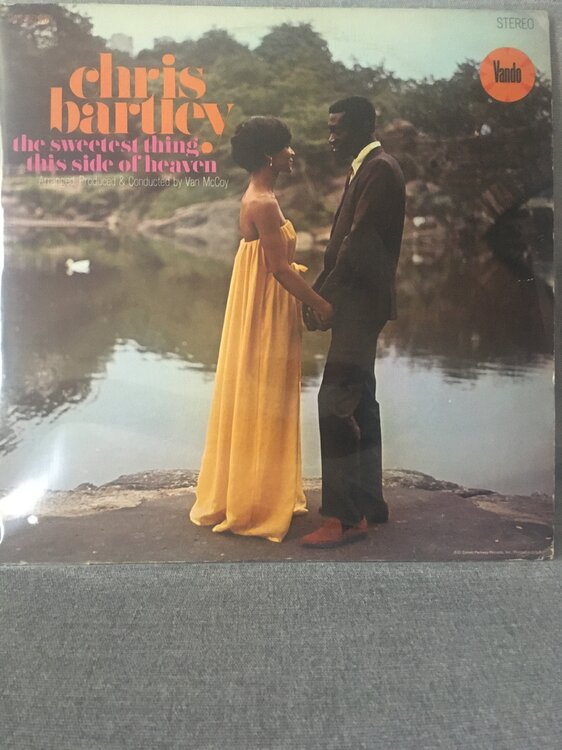 STEREO
Vando
chris
bartley
the sweetest thing
this side of heaven
Arranged, Produced & Conducted by Van McCoy